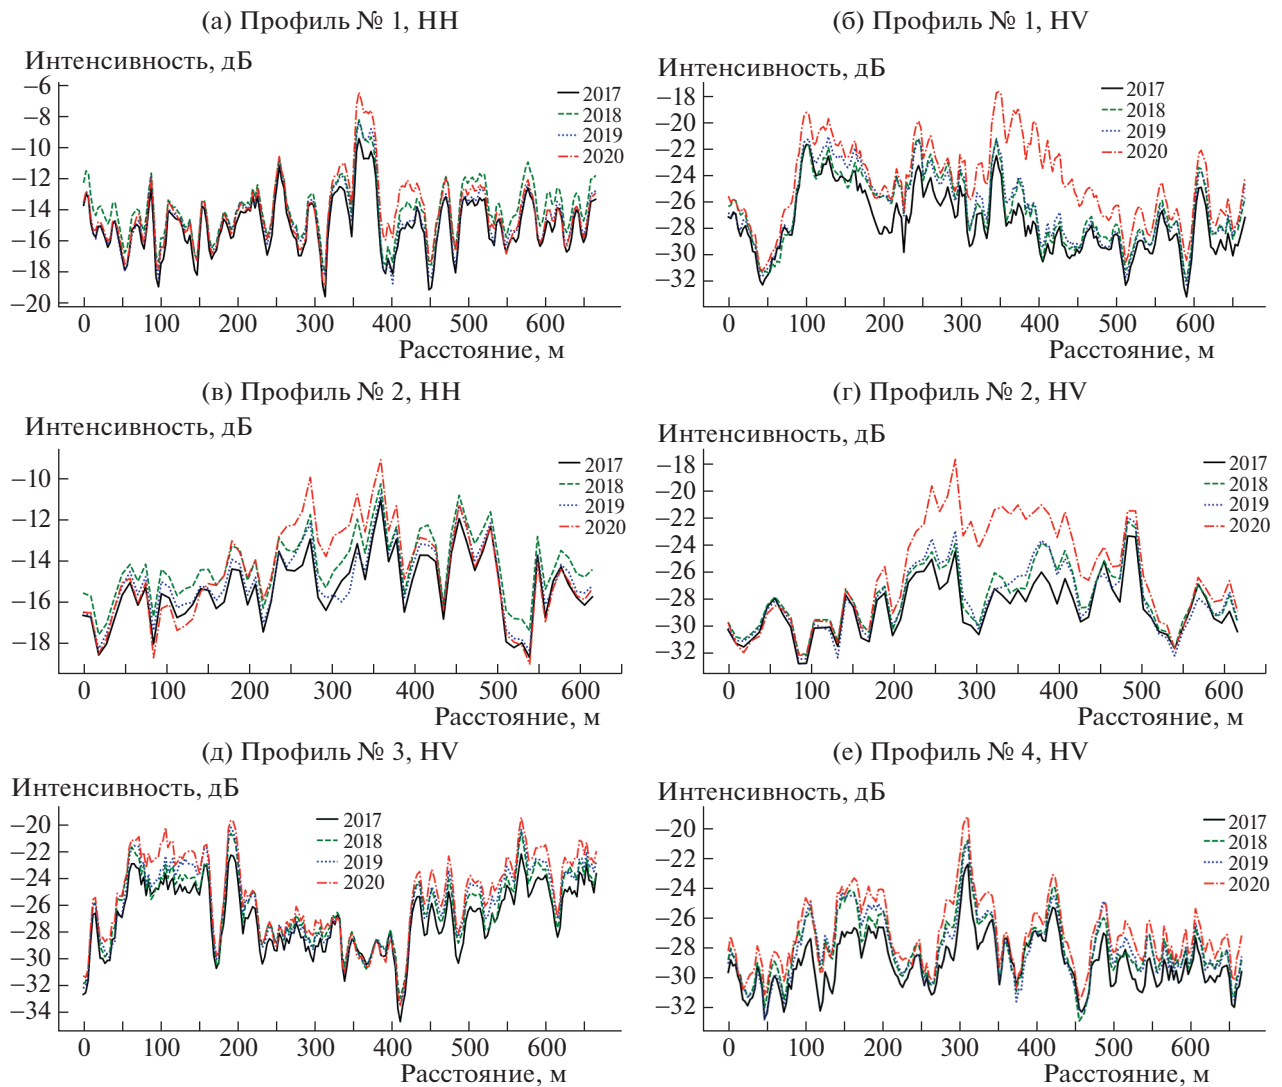 (а) Профиль № 1, HH
Интенсивность, дБ
–6
–8
–10
–12
–14
–16
–18
–20
2017
2018
2019
2020
0 100 200 300 400 500 600
Расстояние, м
(б) Профиль № 1, HV
Интенсивность, дБ
–18
–20
–22
–24
–26
–28
–30
–32
2017
2018
2019
2020
0 100 200 300 400 500 600
Расстояние, м
(в) Профиль № 2, HH
Интенсивность, дБ
–10
–12
–14
–16
–18
2017
2018
2019
2020
0 100 200 300 400 500 600
Расстояние, м
(г) Профиль № 2, HV
Интенсивность, дБ
–18
–20
–22
–24
–26
–28
–30
–32
2017
2018
2019
2020
0 100 200 300 400 500 600
Расстояние, м
(д) Профиль № 3, HV
Интенсивность, дБ
–20
–22
–24
–26
–28
–30
–32
–34
2017
2018
2019
2020
0 100 200 300 400 500 600
Расстояние, м
(е) Профиль № 4, HV
Интенсивность, дБ
–20
–22
–24
–26
–28
–30
–32
2017
2018
2019
2020
0 100 200 300 400 500 600
Расстояние, м